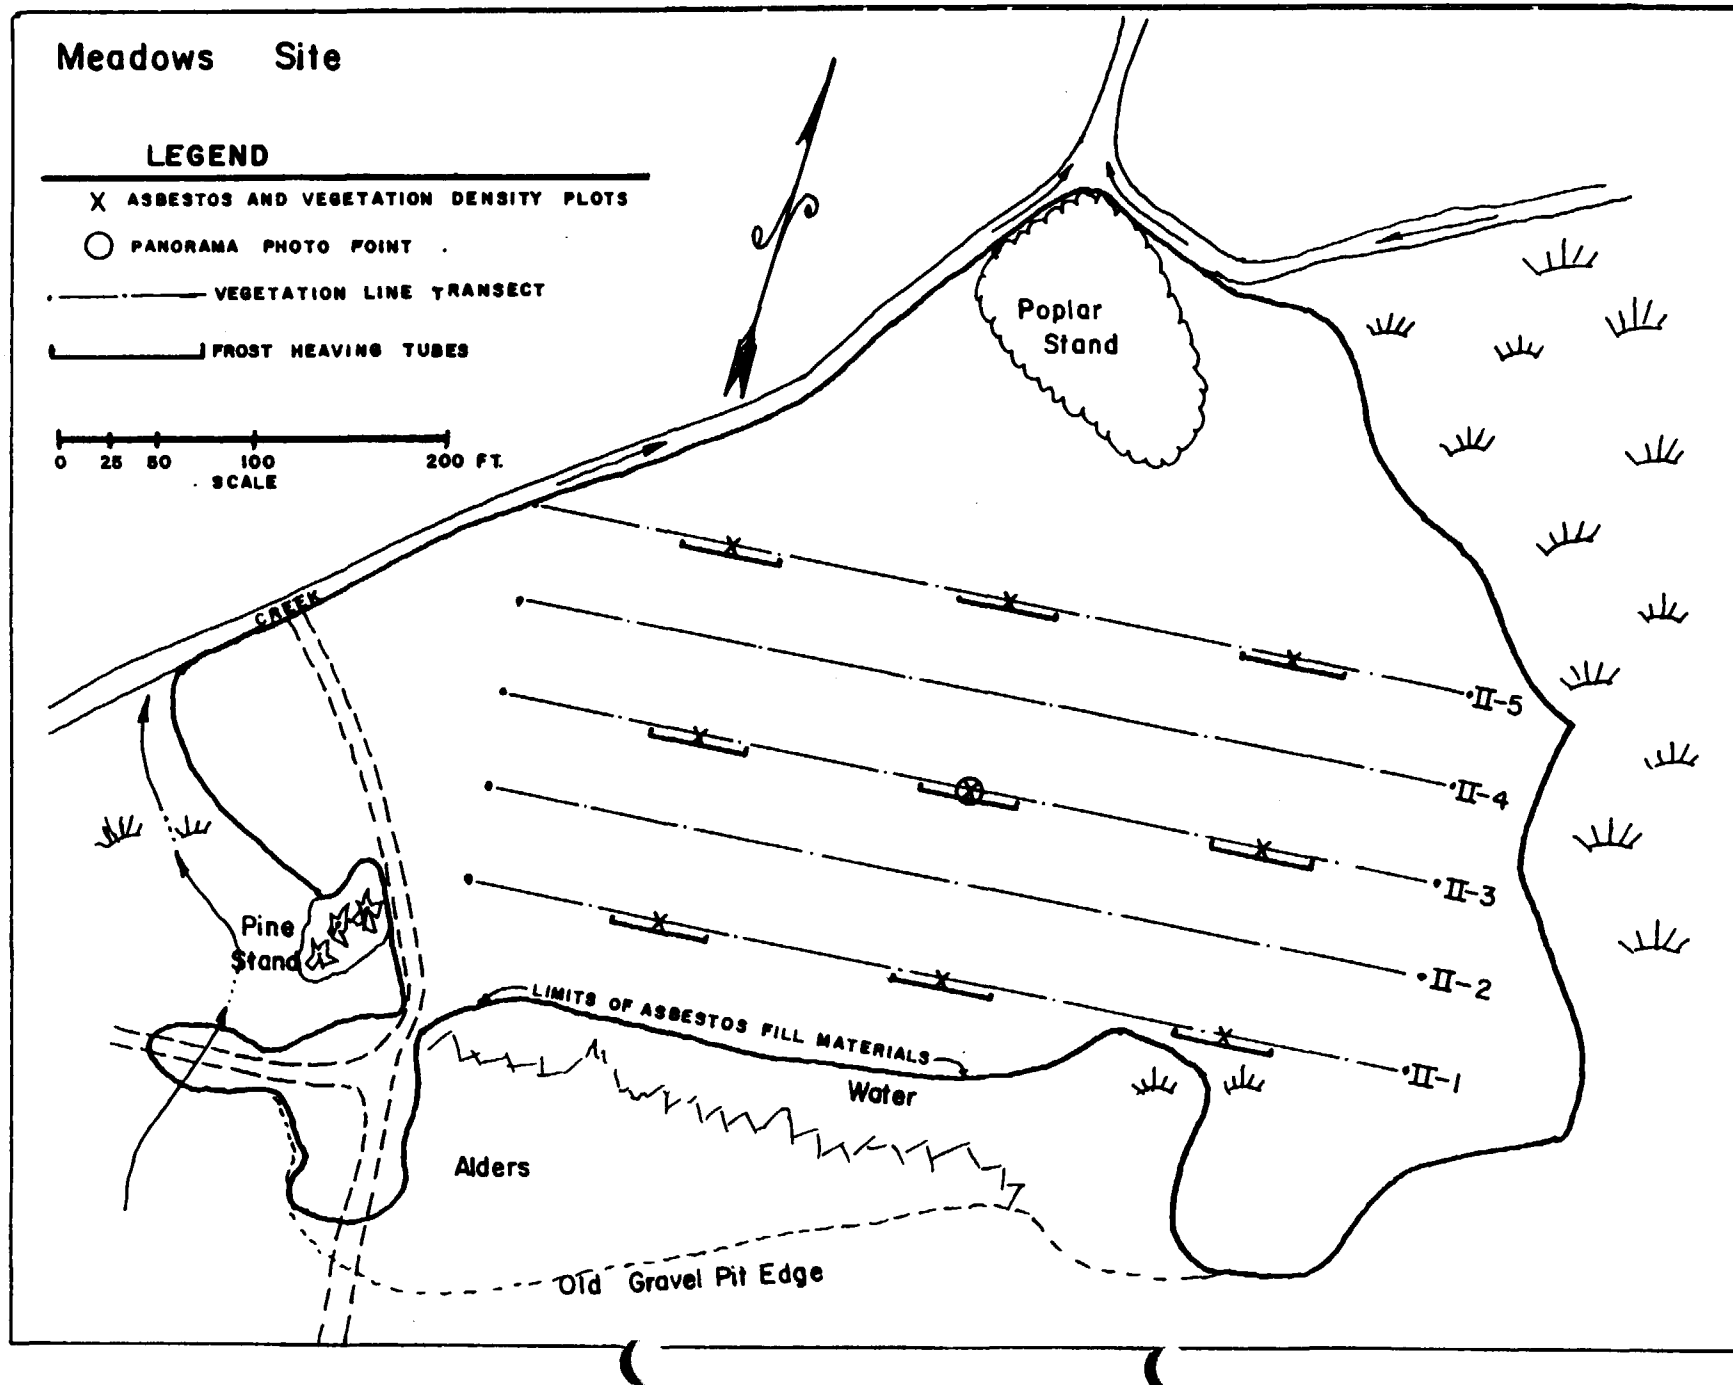 Meadows Site
LEGEND
X ASBESTOS AND VEGETATION DENSITY PLOTS
PANORAMA PHOTO POINT
VEGETATION LINE TRANSECT
FROST HEAVING TUBES
0 25 50 100 200 FT.
SCALE
Poplar
Stand
CREEK
II-5
II-4
II-3
II-2
II-1
Pine
Stand
LIMITS OF ASBESTOS FILL MATERIALS
Water
Alders
Old Gravel Pit Edge